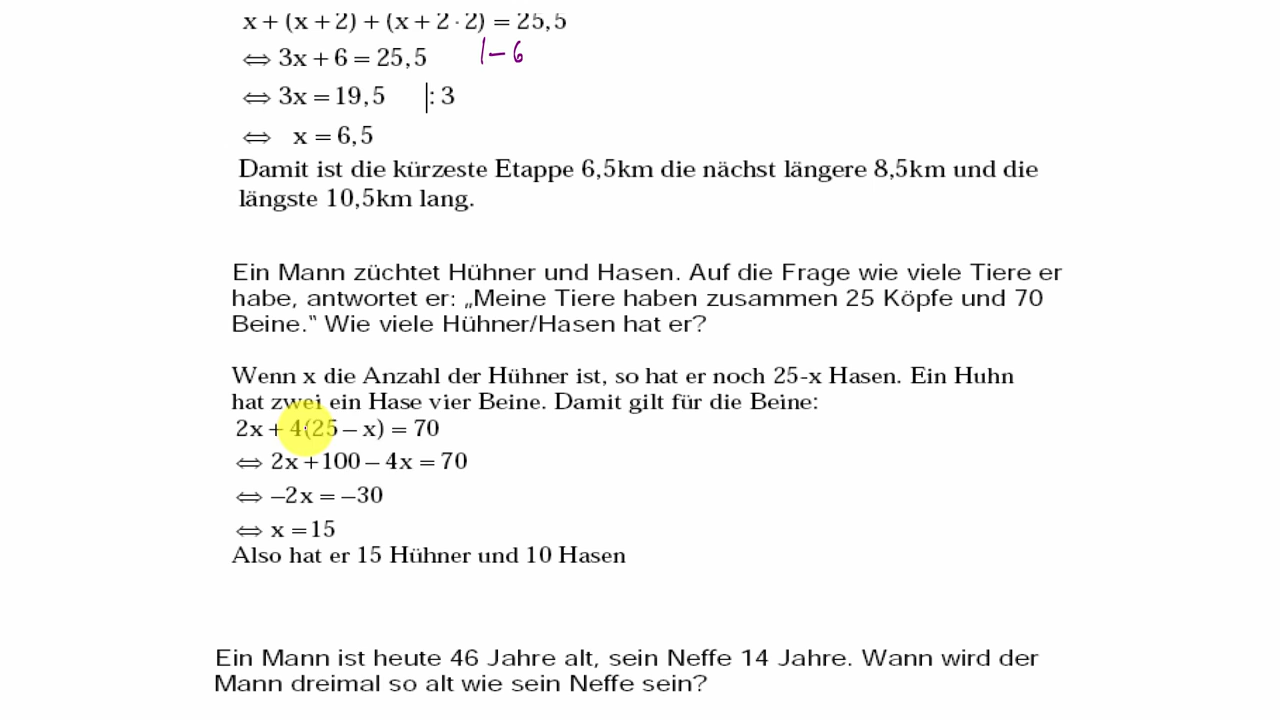 x + (x + 2) + (x + 2 · 2) = 25,5
⇔ 3x + 6 = 25,5 |– 6
⇔ 3x = 19,5 |: 3
⇔ x = 6,5
Damit ist die kürzeste Etappe 6,5km die nächst längere 8,5km und die
längste 10,5km lang.
Ein Mann züchtet Hühner und Hasen. Auf die Frage wie viele Tiere er
habe, antwortet er: „Meine Tiere haben zusammen 25 Köpfe und 70
Beine.“ Wie viele Hühner/Hasen hat er?
Wenn x die Anzahl der Hühner ist, so hat er noch 25-x Hasen. Ein Huhn
hat zwei ein Hase vier Beine. Damit gilt für die Beine:
2x + 4(25 – x) = 70
⇔ 2x + 100 – 4x = 70
⇔ –2x = –30
⇔ x = 15
Also hat er 15 Hühner und 10 Hasen
Ein Mann ist heute 46 Jahre alt, sein Neffe 14 Jahre. Wann wird der
Mann dreimal so alt wie sein Neffe sein?